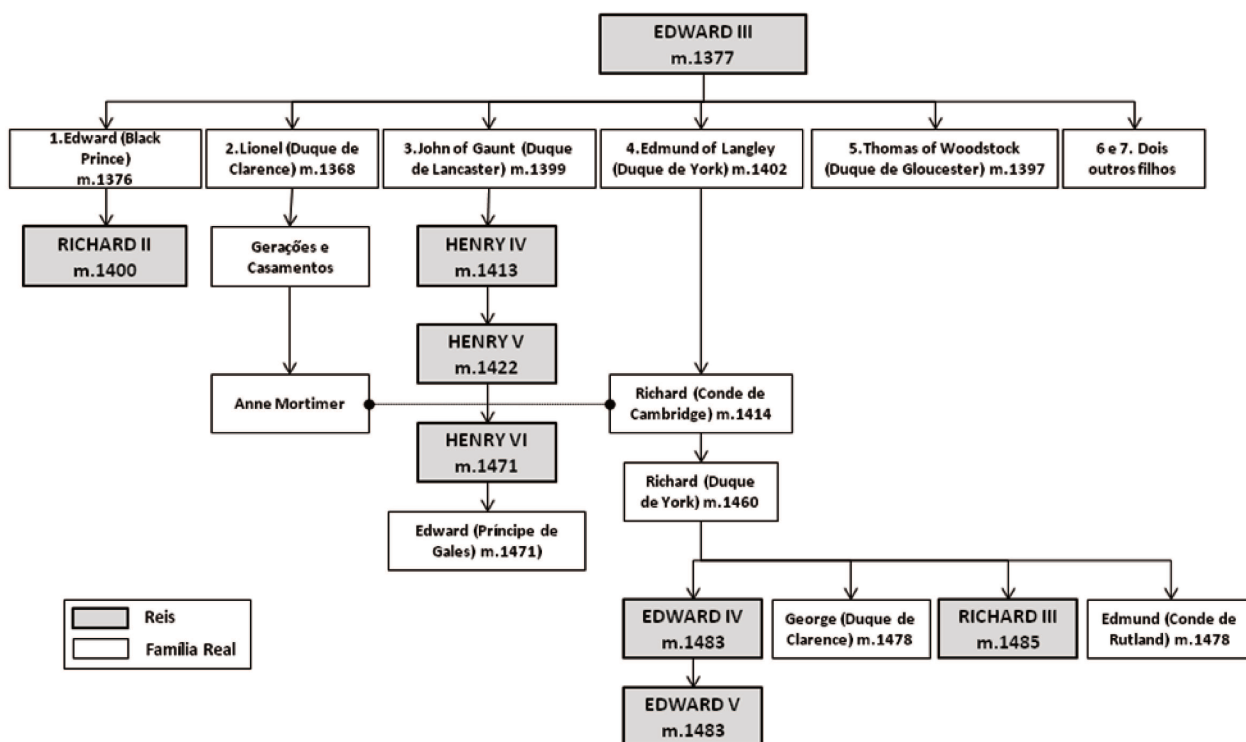 EDWARD III
m.1377
1.Edward (Black
Prince)
m.1376
2.Lionel (Duque de
Clarence) m.1368
3.John of Gaunt (Duque
de Lancaster) m.1399
4.Edmund of Langley
(Duque de York) m.1402
5.Thomas of Woodstock
(Duque de Gloucester) m.1397
6 e 7. Dois
outros filhos
RICHARD II
m.1400
Gerações e
Casamentos
HENRY IV
m.1413
HENRY V
m.1422
Anne Mortimer
Richard (Conde de
Cambridge) m.1414
HENRY VI
m.1471
Richard (Duque
de York) m.1460
Edward (Príncipe de
Gales) m.1471)
Reis
Família Real
EDWARD IV
m.1483
George (Duque de
Clarence) m.1478
RICHARD III
m.1485
Edmund (Conde de
Rutland) m.1478
EDWARD V
m.1483